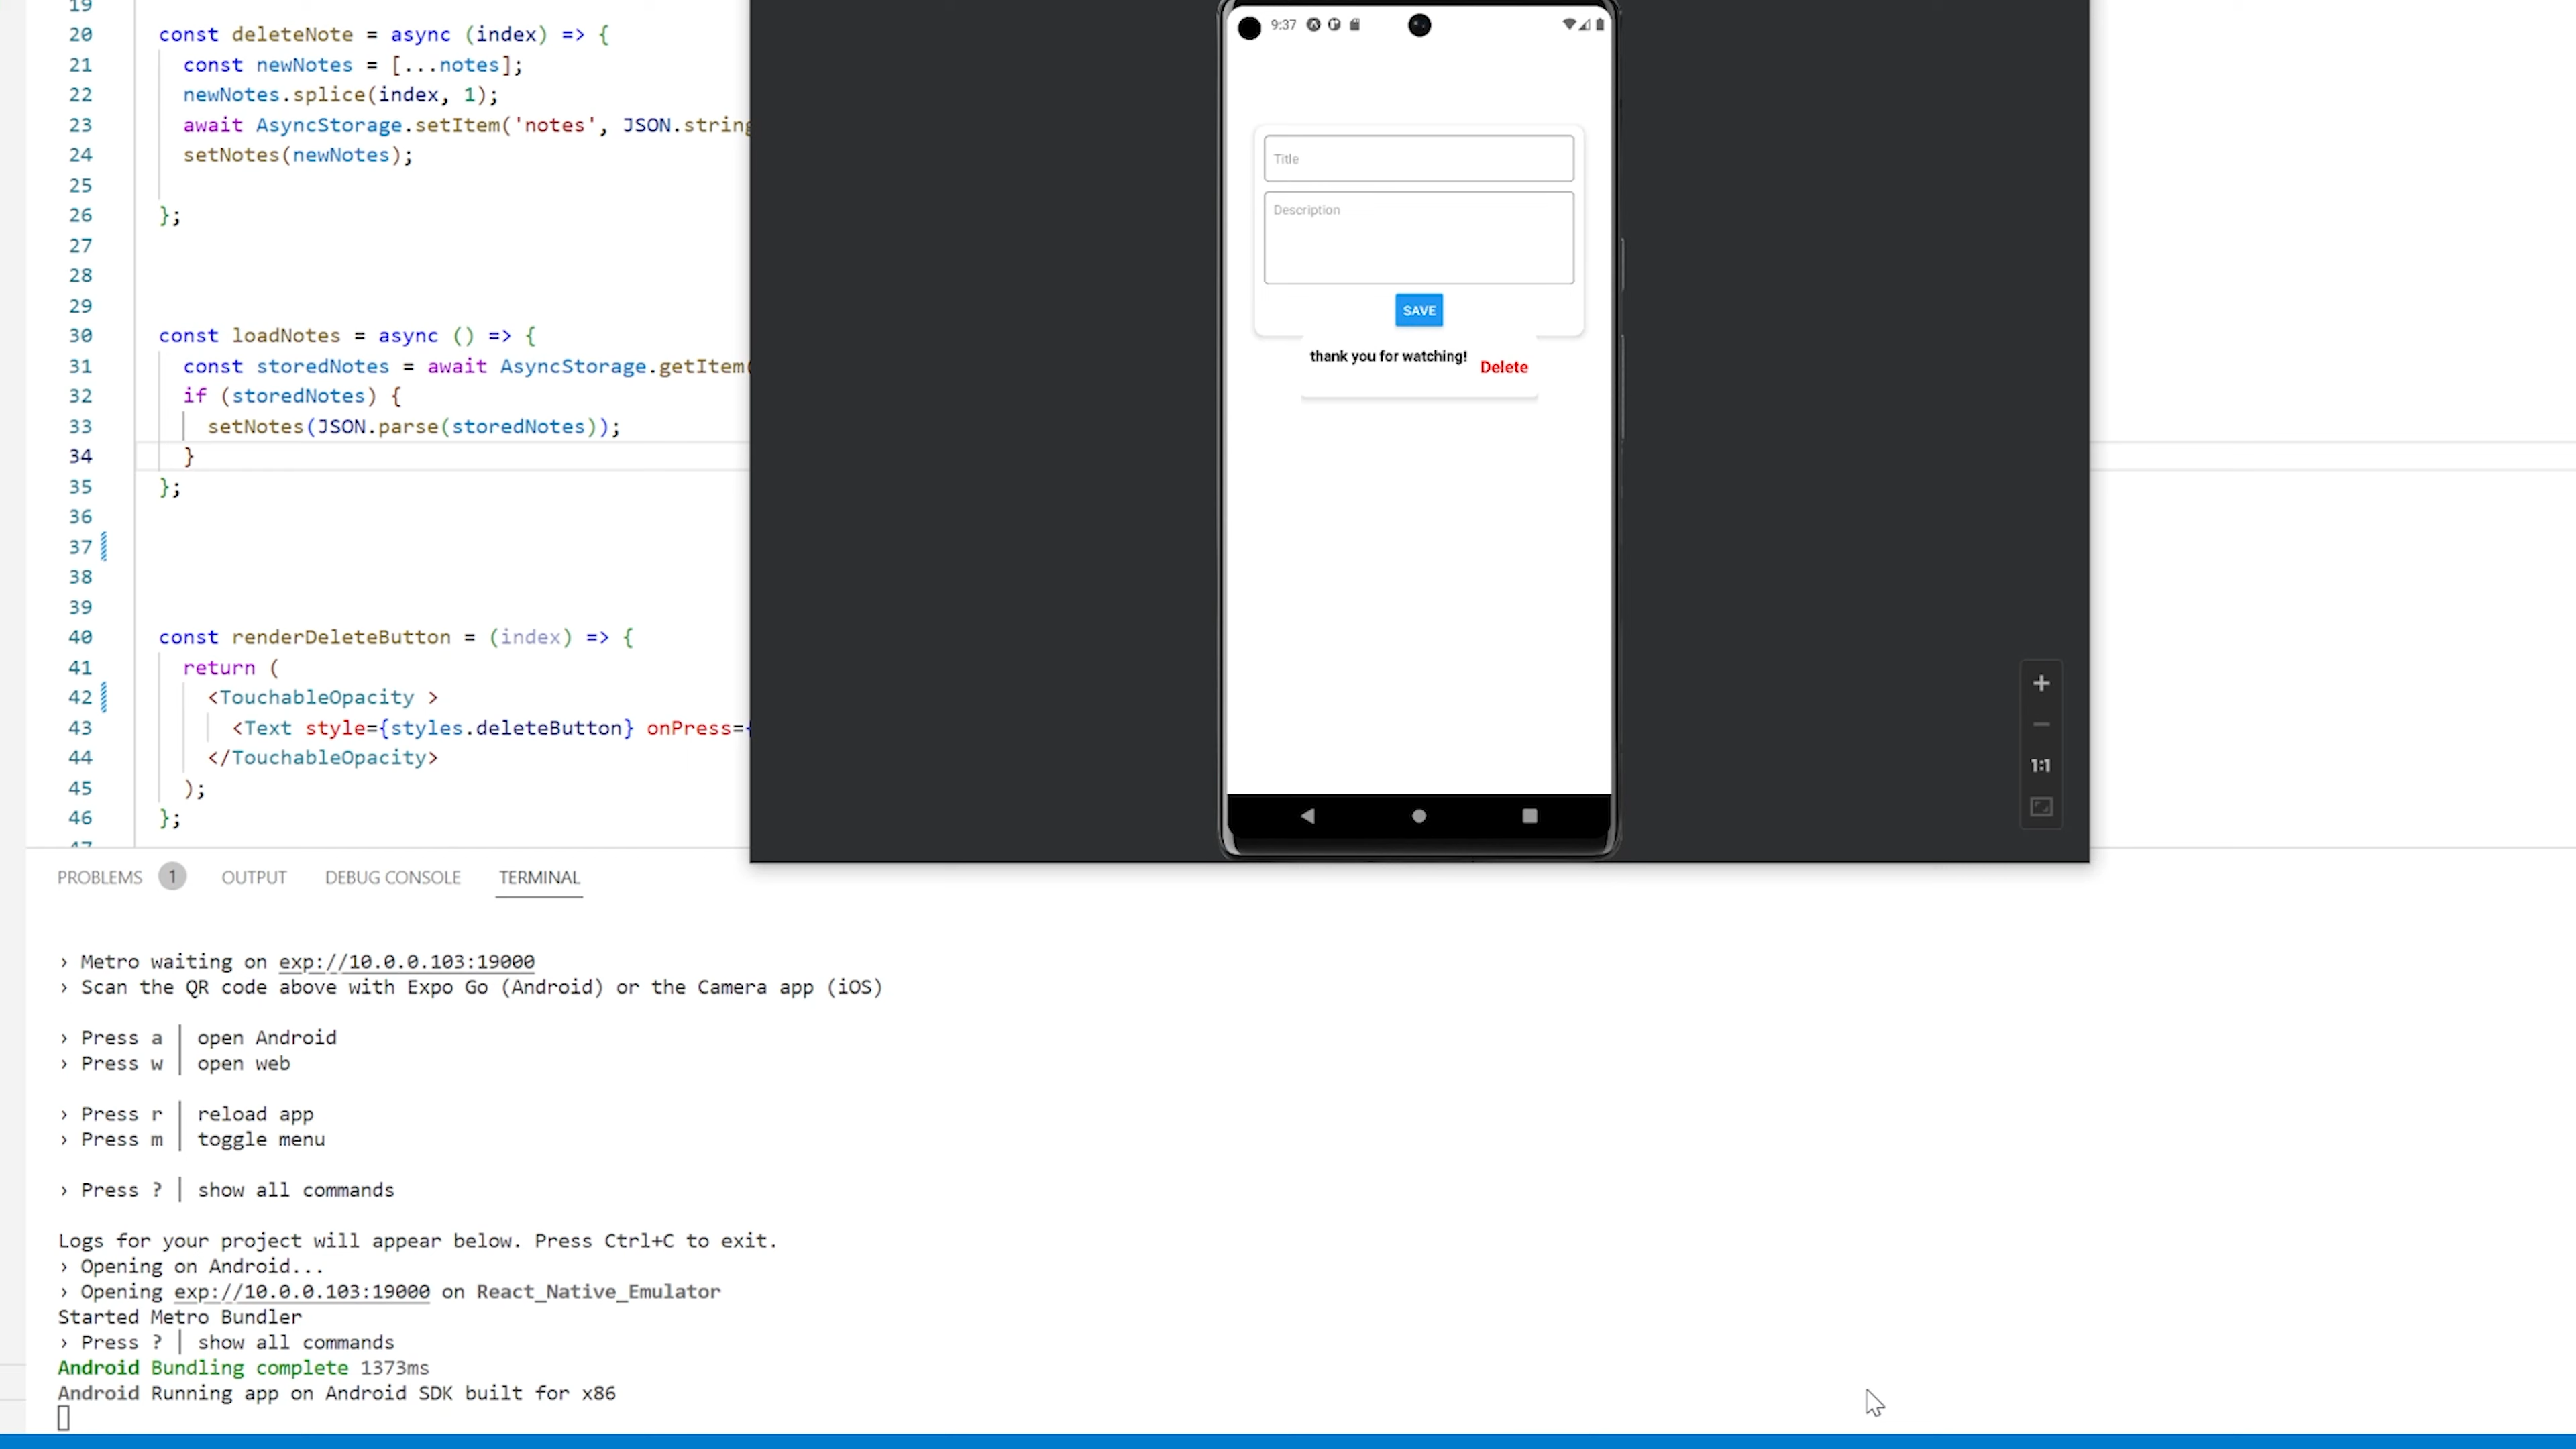 19
20 const deleteNote = async (index) => {
21 const newNotes = [...notes];
22 newNotes.splice(index, 1);
23 await AsyncStorage.setItem('notes', JSON.string
24 setNotes(newNotes);
25
26 };
27
28
29
30 const loadNotes = async () => {
31 const storedNotes = await AsyncStorage.getItem(
32 if (storedNotes) {
33 setNotes(JSON.parse(storedNotes));
34 }
35 };
36
37
38
39
40 const renderDeleteButton = (index) => {
41 return (
42 <TouchableOpacity >
43 <Text style={styles.deleteButton} onPress={
44 </TouchableOpacity>
45 );
46 };
47
9:37
Title
Description
SAVE
thank you for watching!
Delete
1:1
PROBLEMS 1 OUTPUT DEBUG CONSOLE TERMINAL
› Metro waiting on exp://10.0.0.103:19000
› Scan the QR code above with Expo Go (Android) or the Camera app (iOS)
› Press a │ open Android
› Press w │ open web
› Press r │ reload app
› Press m │ toggle menu
› Press ? │ show all commands
Logs for your project will appear below. Press Ctrl+C to exit.
› Opening on Android...
› Opening exp://10.0.0.103:19000 on React_Native_Emulator
Started Metro Bundler
› Press ? │ show all commands
Android Bundling complete 1373ms
Android Running app on Android SDK built for x86